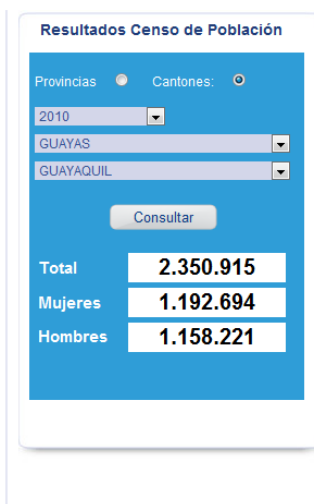 Resultados Censo de Población
Provincias Cantones:
2010
GUAYAS
GUAYAQUIL
Consultar
Total 2.350.915
Mujeres 1.192.694
Hombres 1.158.221